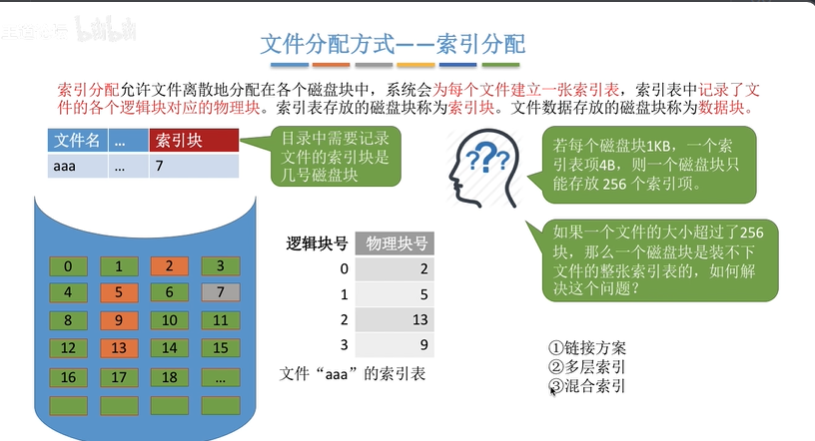 bilibili
文件分配方式——索引分配
索引分配允许文件离散地分配在各个磁盘块中，系统会为每个文件建立一张索引表，索引表中记录了文
件的各个逻辑块对应的物理块。索引表存放的磁盘块称为索引块。文件数据存放的磁盘块称为数据块。
文件名 ... 索引块
aaa ... 7
目录中需要记录
文件的索引块是
几号磁盘块
若每个磁盘块1KB，一个索
引表项4B，则一个磁盘块只
能存放 256 个索引项。
如果一个文件的大小超过了256
块，那么一个磁盘块是装不下
文件的整张索引表的，如何解
决这个问题？
???
0 1 2 3
4 5 6 7
8 9 10 11
12 13 14 15
16 17 18 ...
逻辑块号 物理块号
0 2
1 5
2 13
3 9
文件“aaa”的索引表
①链接方案
②多层索引
③混合索引